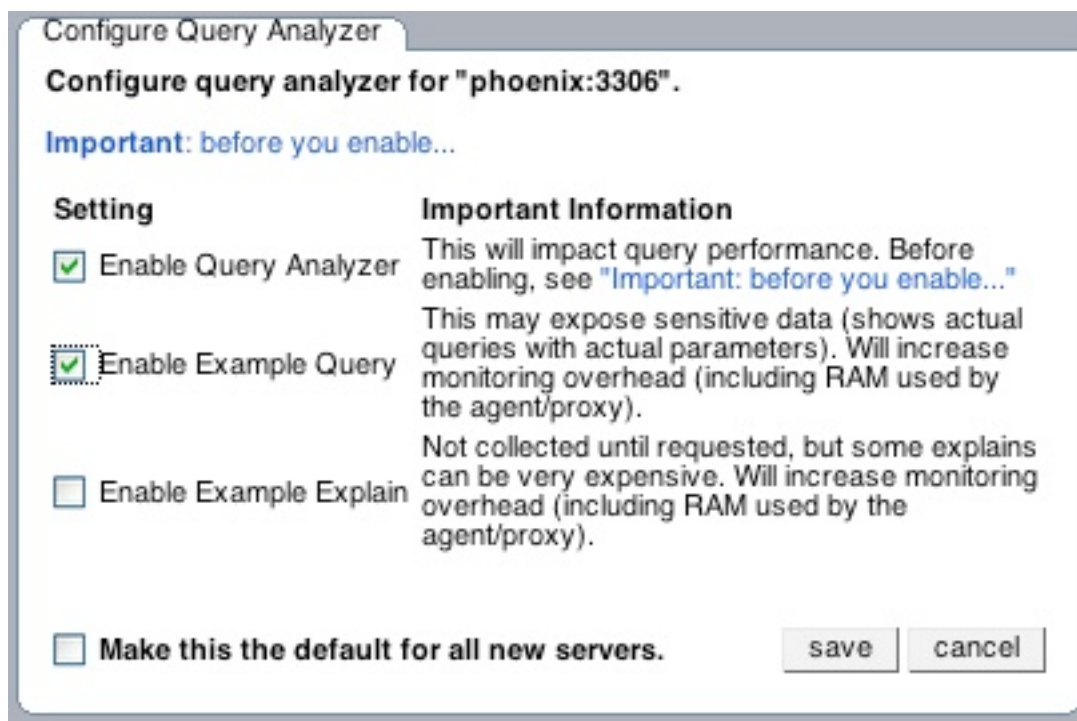 Configure Query Analyzer
Configure query analyzer for "phoenix:3306".
Important: before you enable...
Setting
Important Information
Enable Query Analyzer
This will impact query performance. Before
enabling, see "Important: before you enable..."
Enable Example Query
This may expose sensitive data (shows actual
queries with actual parameters). Will increase
monitoring overhead (including RAM used by
the agent/proxy).
Enable Example Explain
Not collected until requested, but some explains
can be very expensive. Will increase monitoring
overhead (including RAM used by the
agent/proxy).
Make this the default for all new servers.
save
cancel